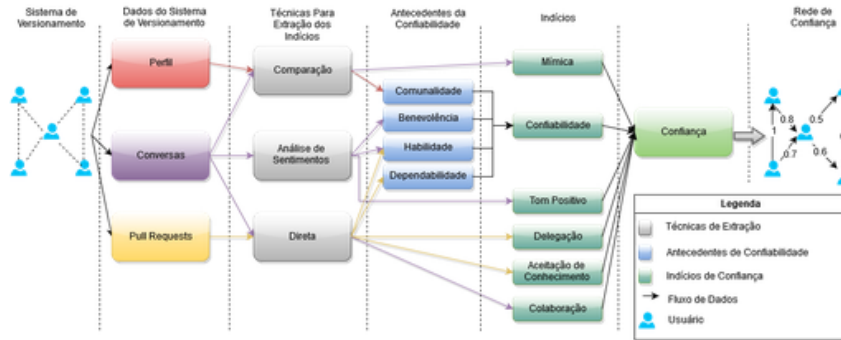 Sistema de
Versionamento
Dados do Sistema
de Versionamento
Técnicas Para
Extração dos
Indícios
Antecedentes da
Confiabilidade
Indícios
Rede de
Confiança
Perfil
Conversas
Pull Requests
Comparação
Análise de
Sentimentos
Direta
Comunalidade
Benevolência
Habilidade
Dependabilidade
Mímica
Confiabilidade
Tom Positivo
Delegação
Aceitação de
Conhecimento
Colaboração
Confiança
0.8
0.5
1
0.7
0.6
Legenda
Técnicas de Extração
Antecedentes de Confiabilidade
Indícios de Confiança
Fluxo de Dados
Usuário